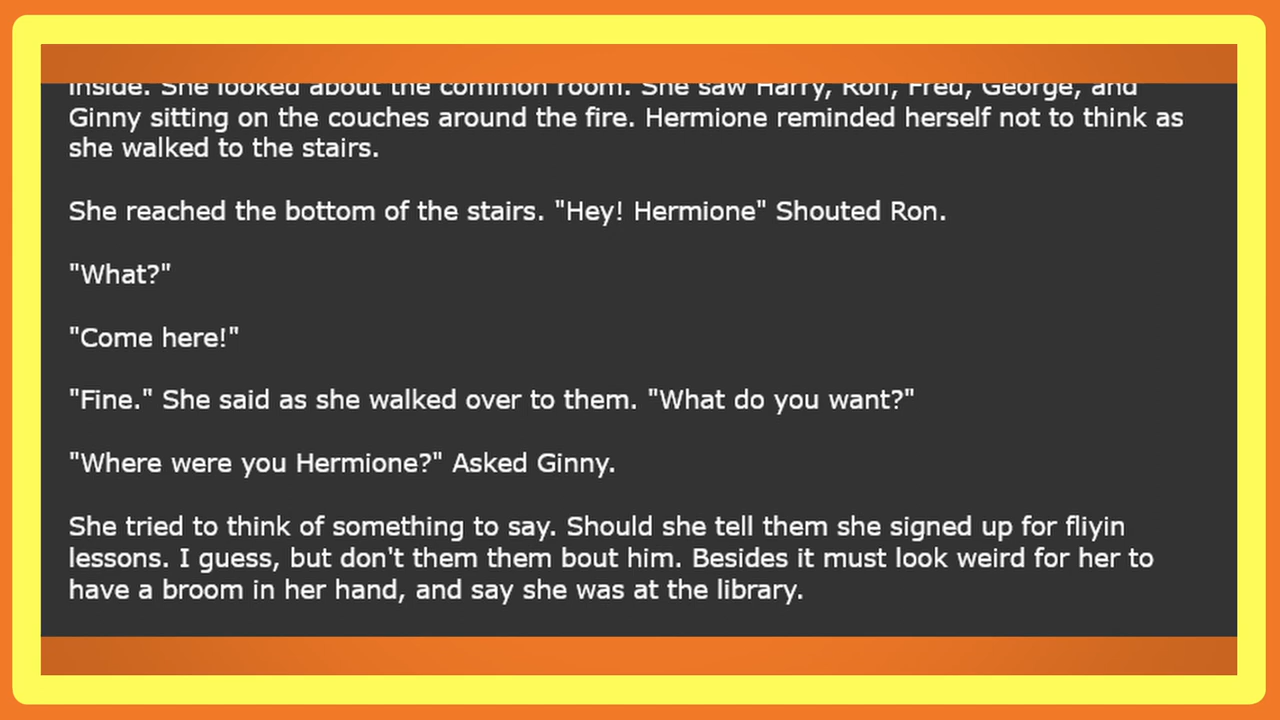 inside. She looked about the common room. She saw Harry, Ron, Fred, George, and
Ginny sitting on the couches around the fire. Hermione reminded herself not to think as
she walked to the stairs.
She reached the bottom of the stairs. "Hey! Hermione" Shouted Ron.
"What?"
"Come here!"
"Fine." She said as she walked over to them. "What do you want?"
"Where were you Hermione?" Asked Ginny.
She tried to think of something to say. Should she tell them she signed up for fliyin
lessons. I guess, but don't them them bout him. Besides it must look weird for her to
have a broom in her hand, and say she was at the library.